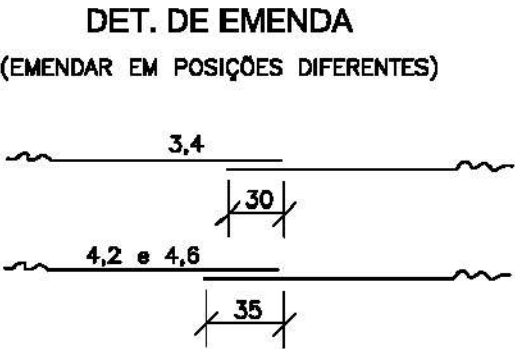 DET. DE EMENDA
(EMENDAR EM POSIÇÕES DIFERENTES)
3,4
30
4,2 e 4,6
35